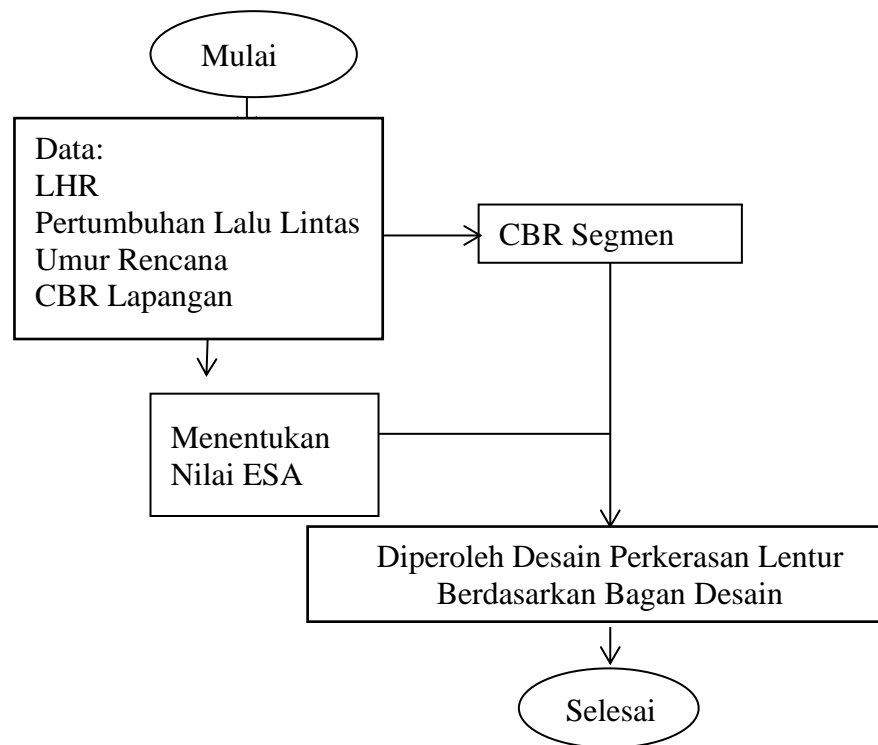 Mulai
Data:
LHR
Pertumbuhan Lalu Lintas
Umur Rencana
CBR Lapangan
CBR Segmen
Menentukan
Nilai ESA
Diperoleh Desain Perkerasan Lentur
Berdasarkan Bagan Desain
Selesai